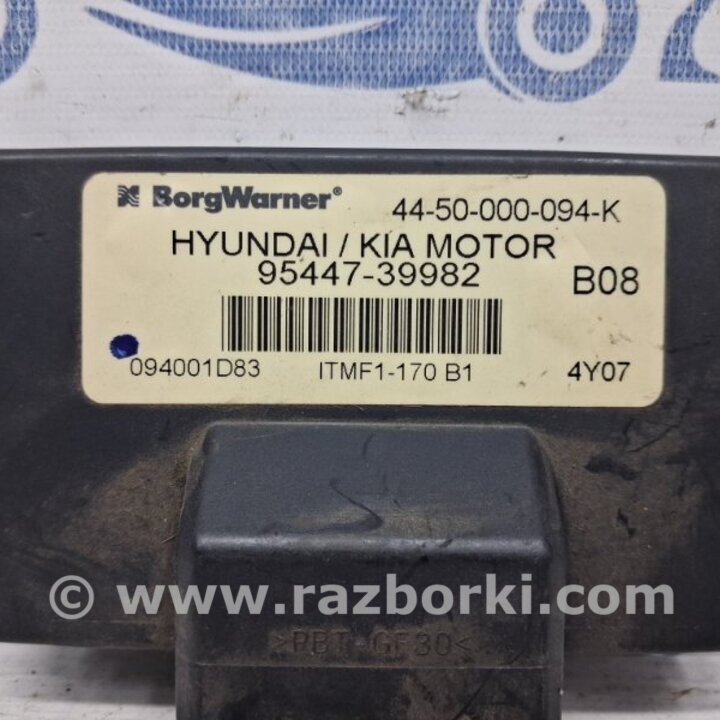 BorgWarner®
44-50-000-094-K
HYUNDAI / KIA MOTOR
95447-39982
B08
094001D83
ITMF1-170 B1
4Y07
© www.razborki.com
>PBT-GF30<